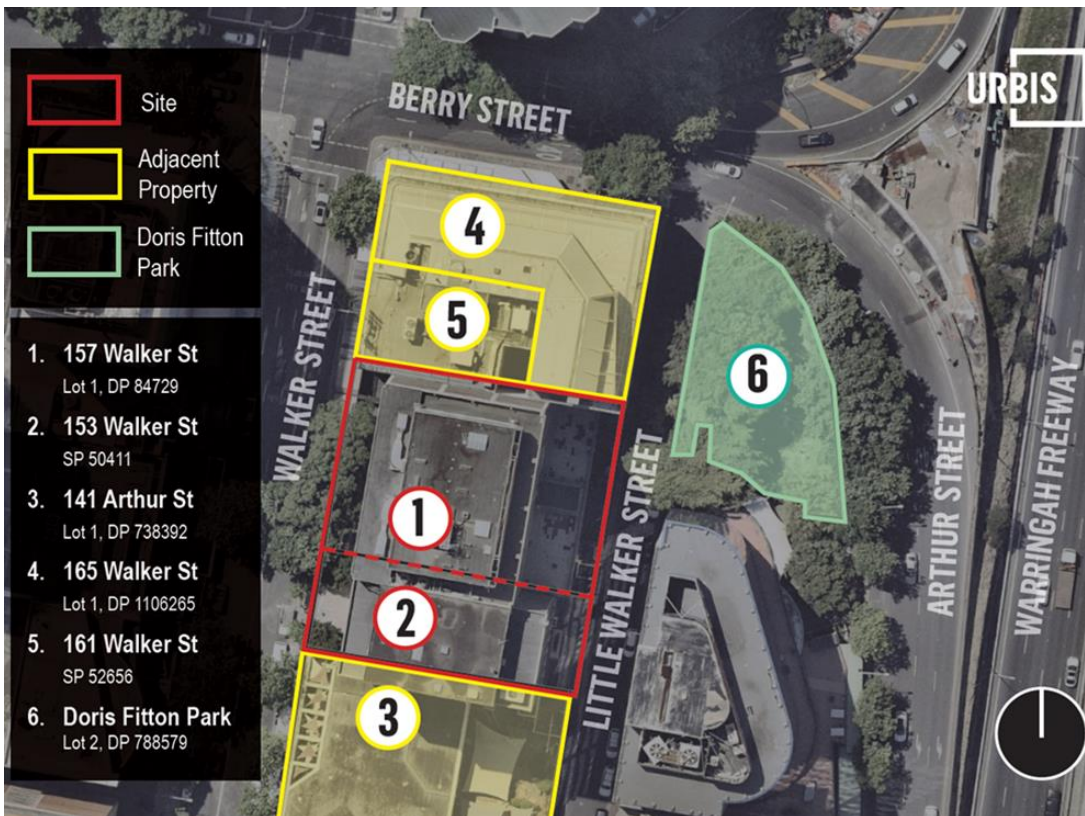 Site
Adjacent
Property
Doris Fitton
Park
1. 157 Walker St
Lot 1, DP 84729
2. 153 Walker St
SP 50411
3. 141 Arthur St
Lot 1, DP 738392
4. 165 Walker St
Lot 1, DP 1106265
5. 161 Walker St
SP 52656
6. Doris Fitton Park
Lot 2, DP 788579
BERRY STREET
URBIS
WALKER STREET
LITTLE WALKER STREET
ARTHUR STREET
WARRINGAH FREEWAY
4
5
6
1
2
3